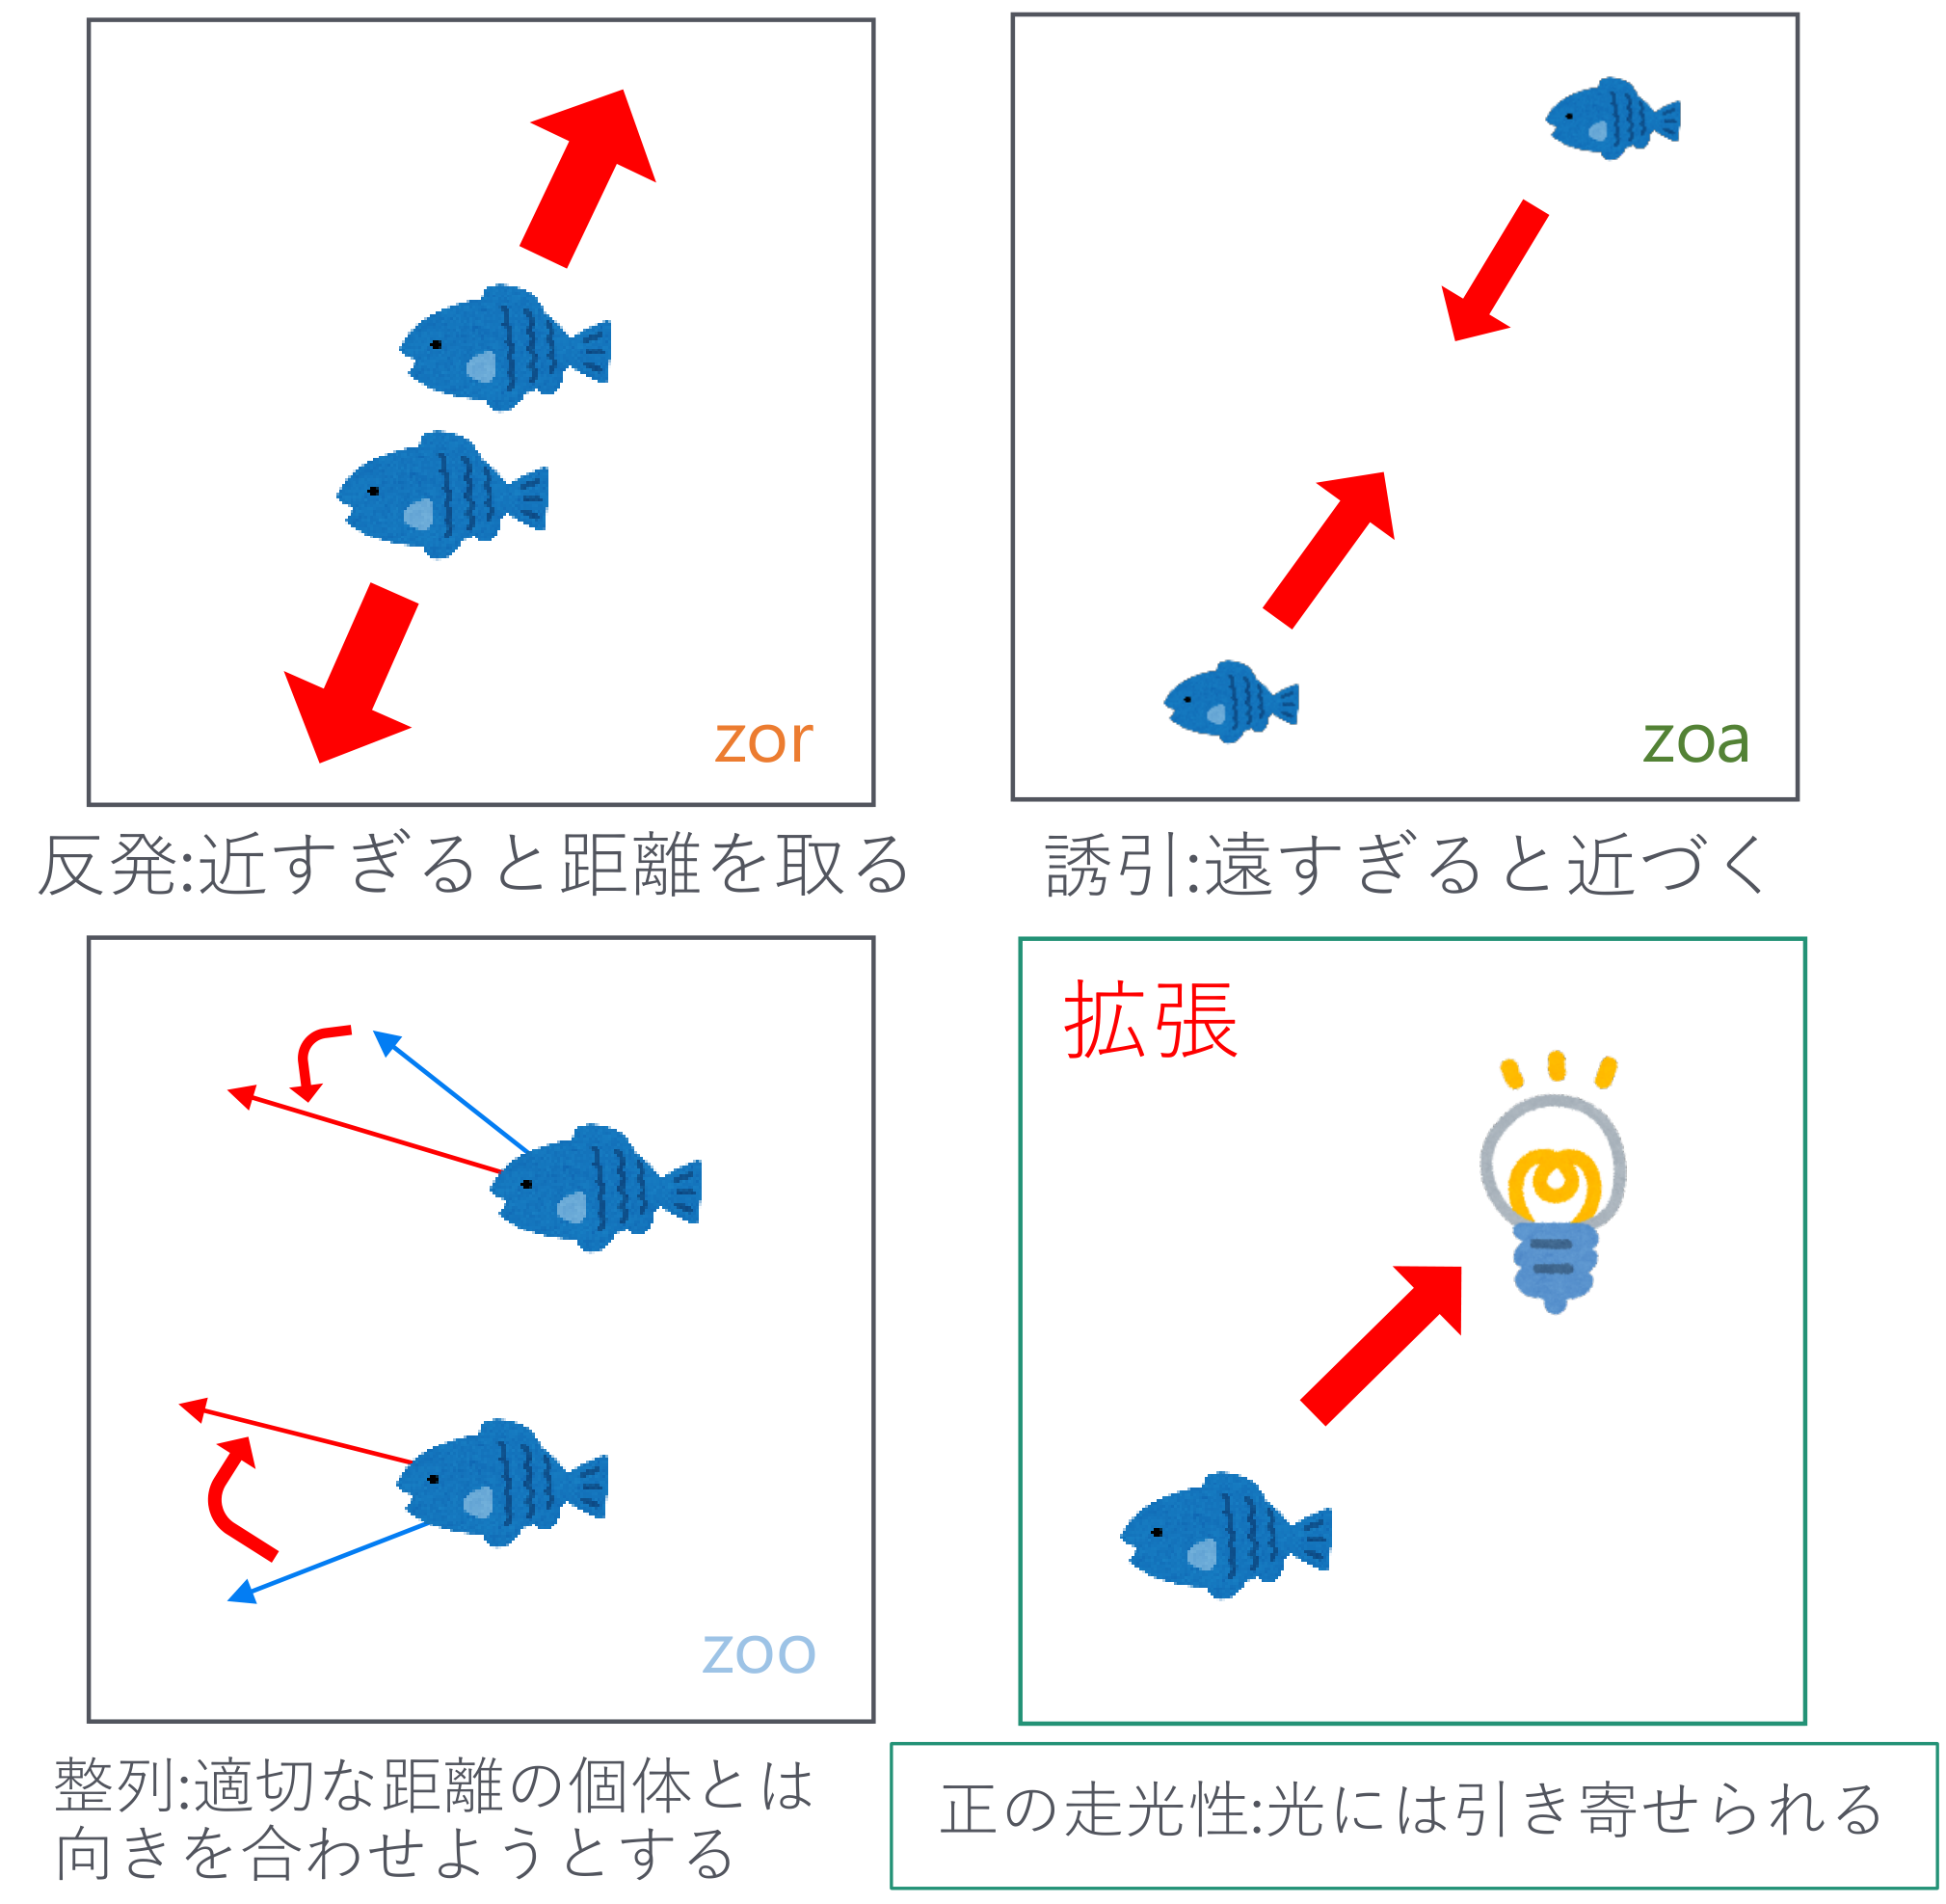 zor
反発:近すぎると距離を取る
zoa
誘引:遠すぎると近づく
zoo
整列:適切な距離の個体とは
向きを合わせようとする
拡張
正の走光性:光には引き寄せられる